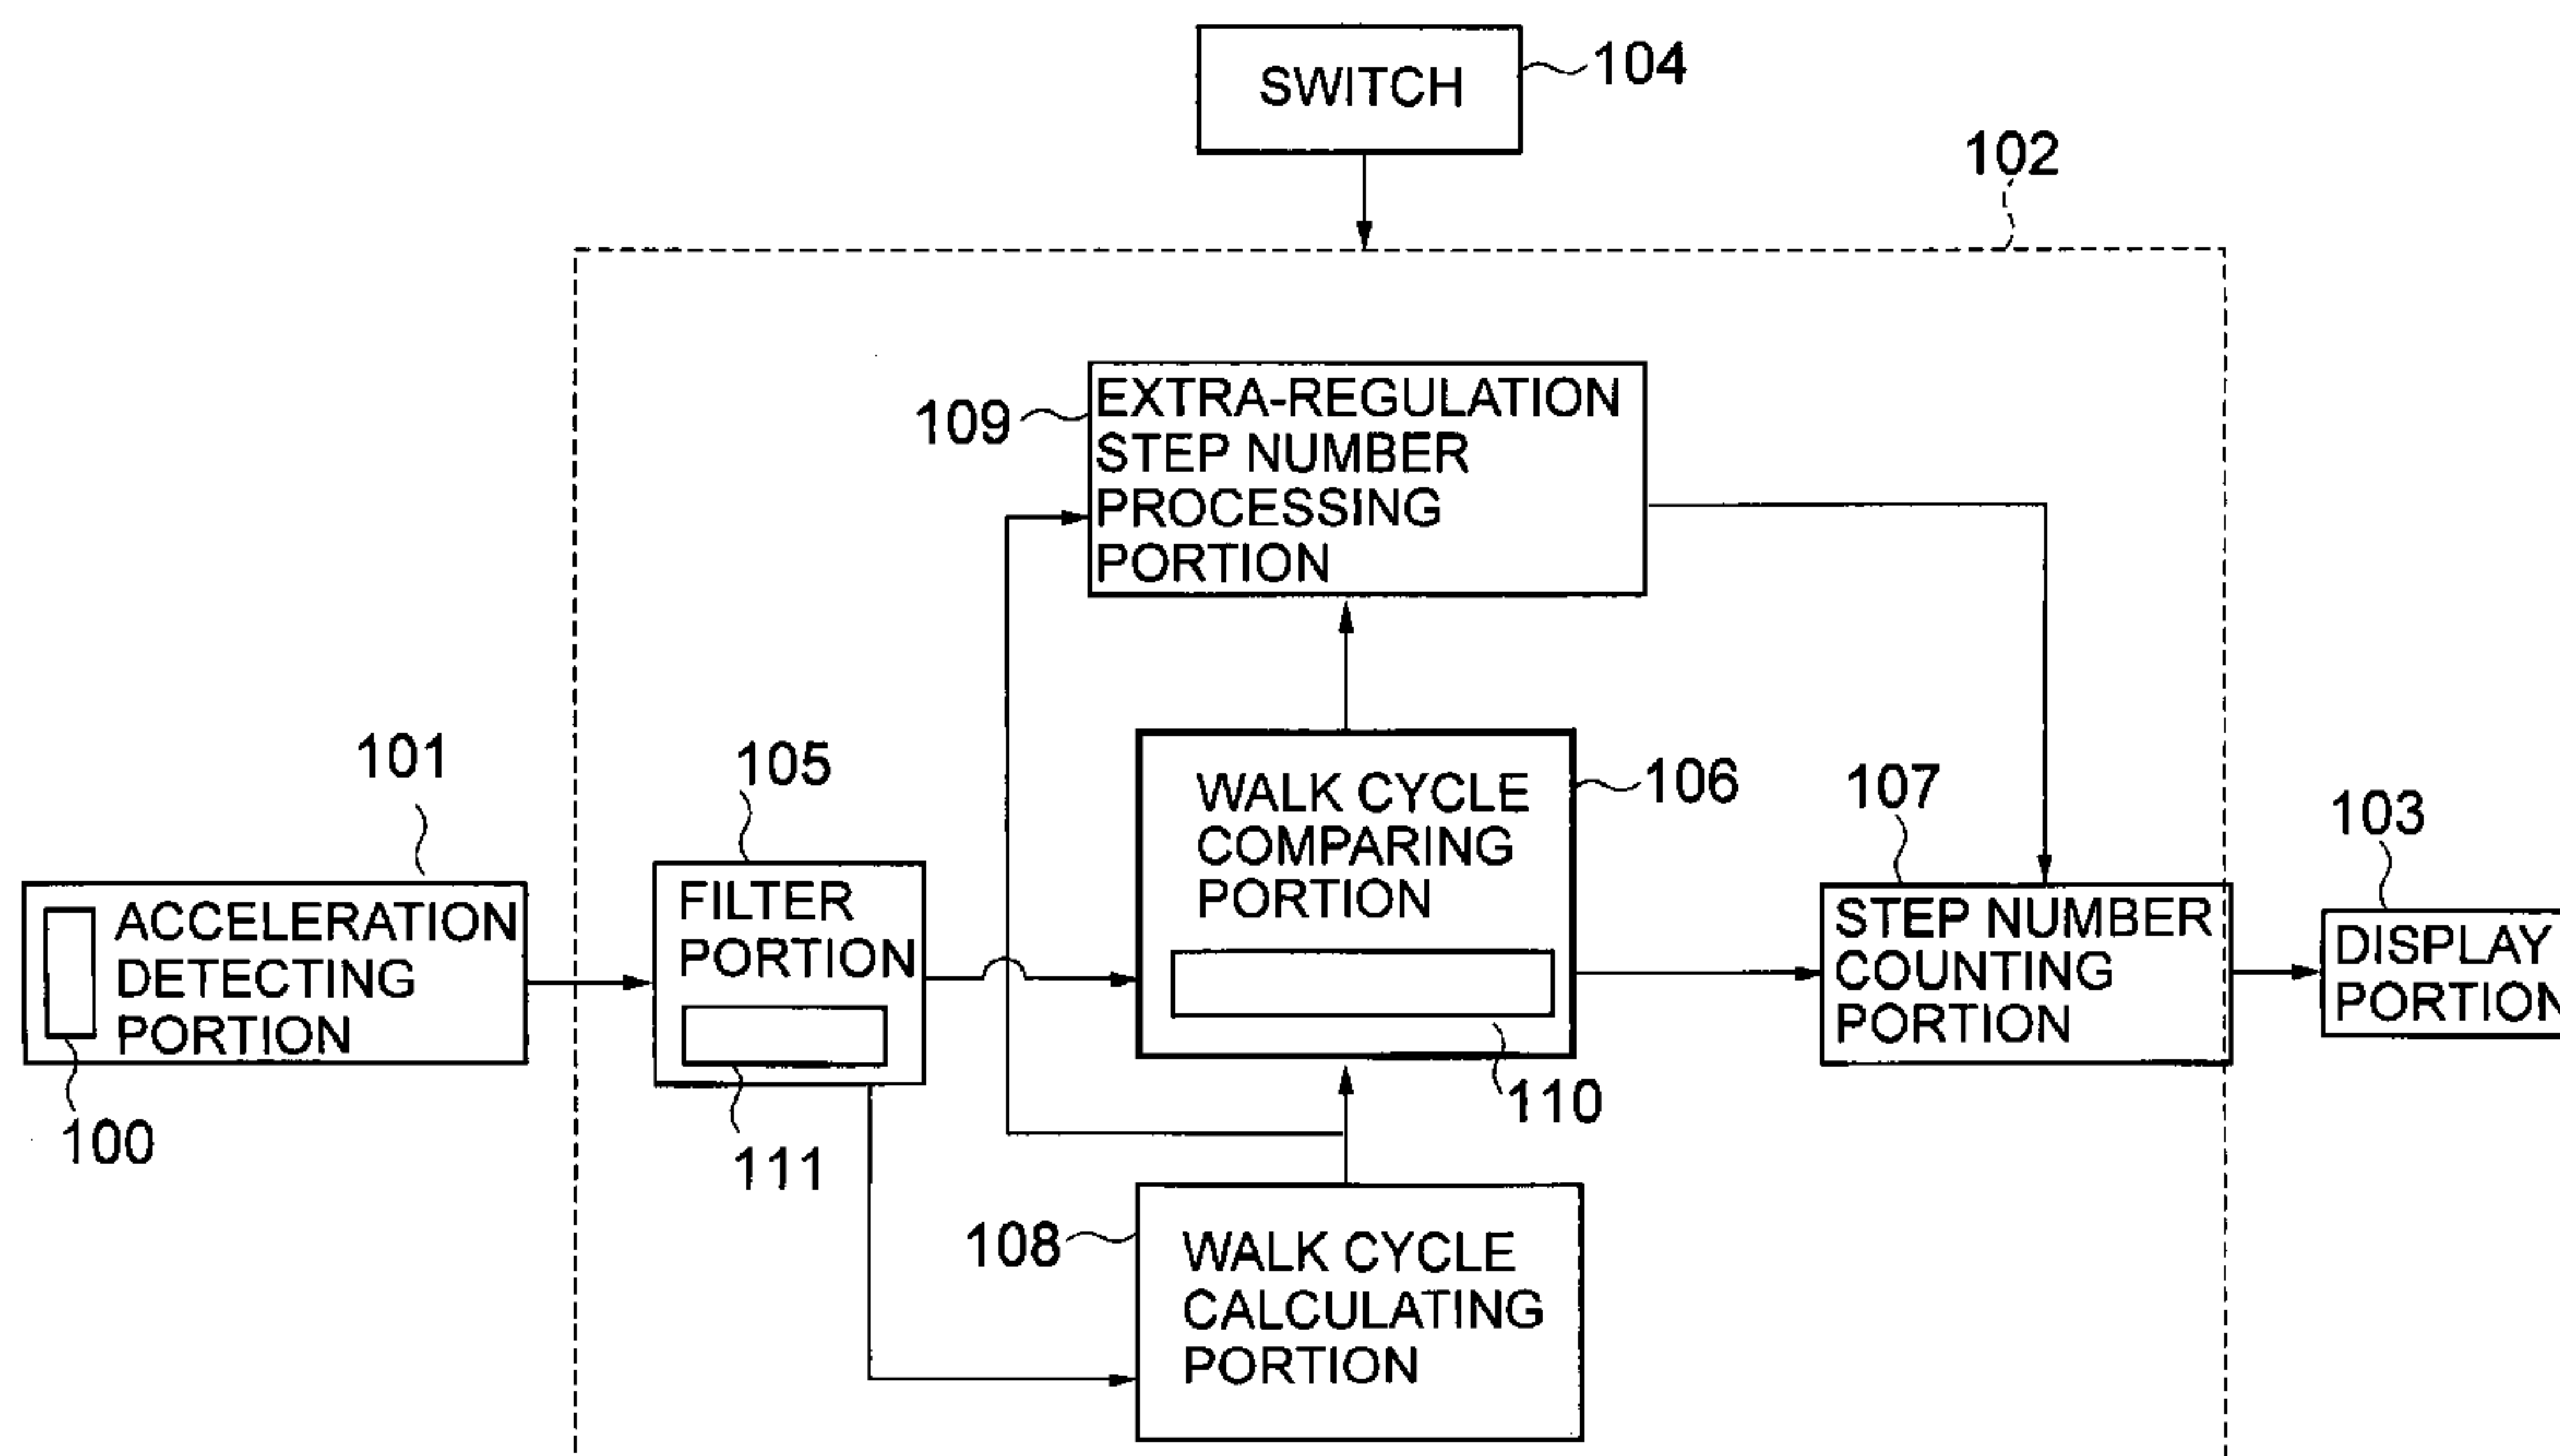 SWITCH
104
102
109
EXTRA-REGULATION
STEP NUMBER
PROCESSING
PORTION
101
ACCELERATION
DETECTING
PORTION
100
105
FILTER
PORTION
111
WALK CYCLE
COMPARING
PORTION
106
110
107
STEP NUMBER
COUNTING
PORTION
103
DISPLAY
PORTION
108
WALK CYCLE
CALCULATING
PORTION